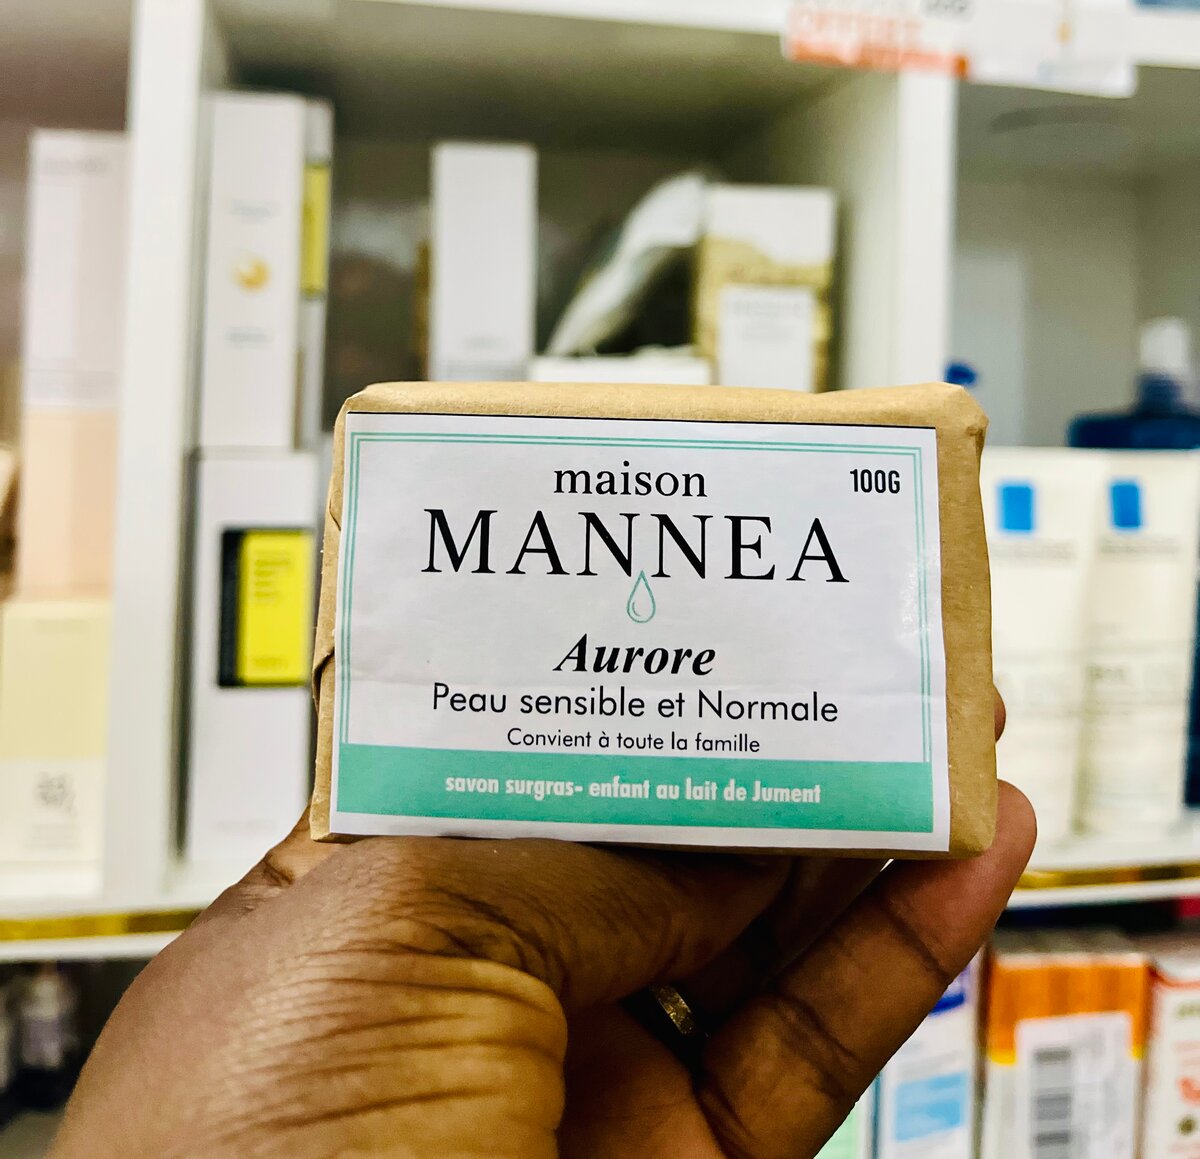 maison
100G
MANNEA
Aurore
Peau sensible et Normale
Convient à toute la famille
savon surgras- enfant au lait de Jument